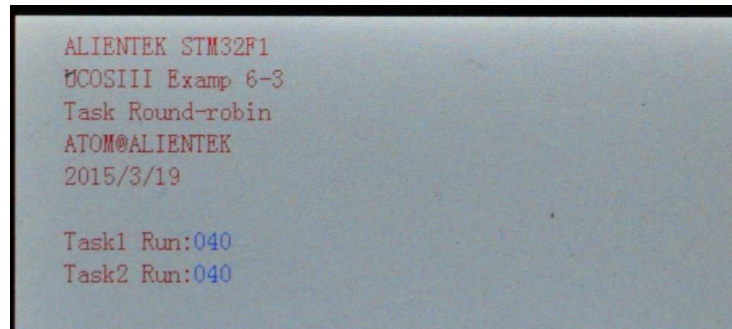 ALIENTEK STM32F1
UCOSIII Examp 6-3
Task Round-robin
ATOM@ALIENTEK
2015/3/19
Task1 Run:040
Task2 Run:040